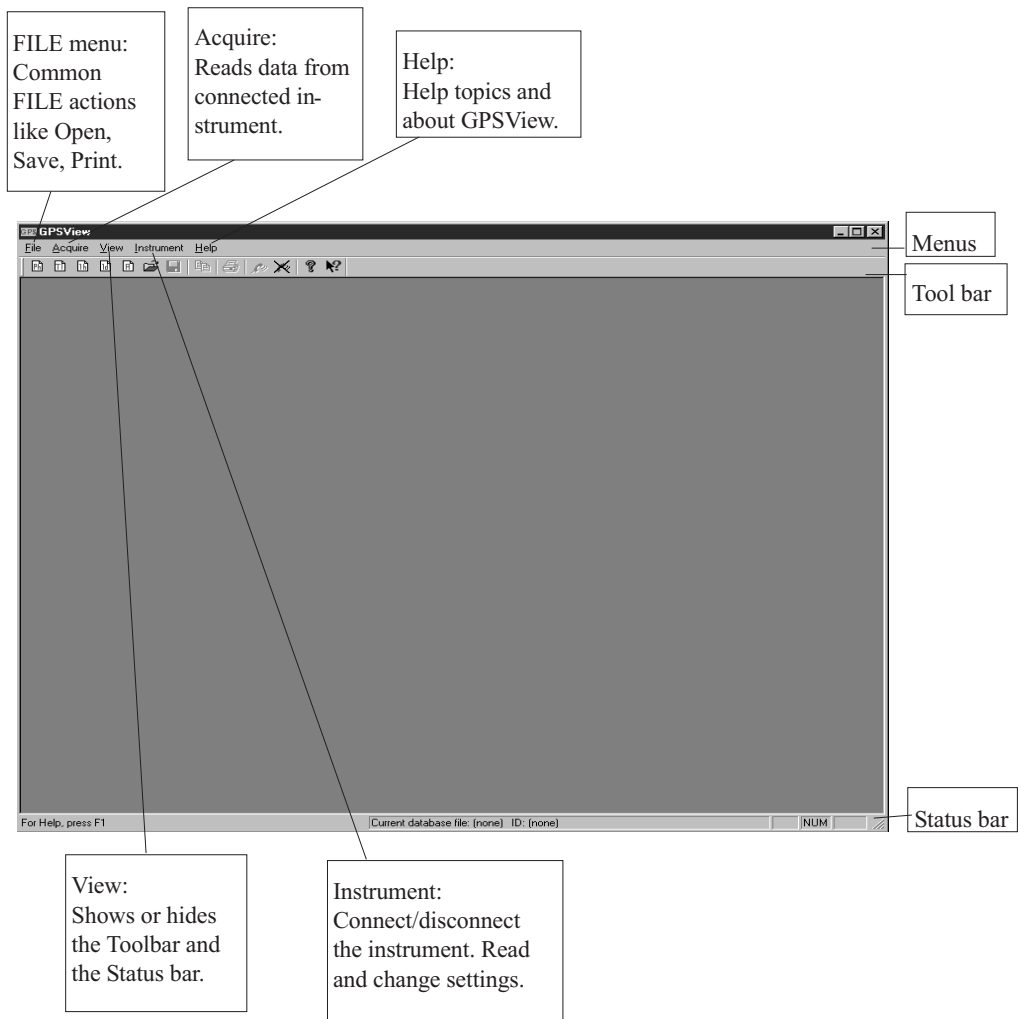 FILE menu:
Common
FILE actions
like Open,
Save, Print.
Acquire:
Reads data from
connected in-
strument.
Help:
Help topics and
about GPSView.
GPSView
File Acquire View Instrument Help
Menus
Tool bar
For Help, press F1
Current database file: (none) ID: (none)
NUM
Status bar
View:
Shows or hides
the Toolbar and
the Status bar.
Instrument:
Connect/disconnect
the instrument. Read
and change settings.